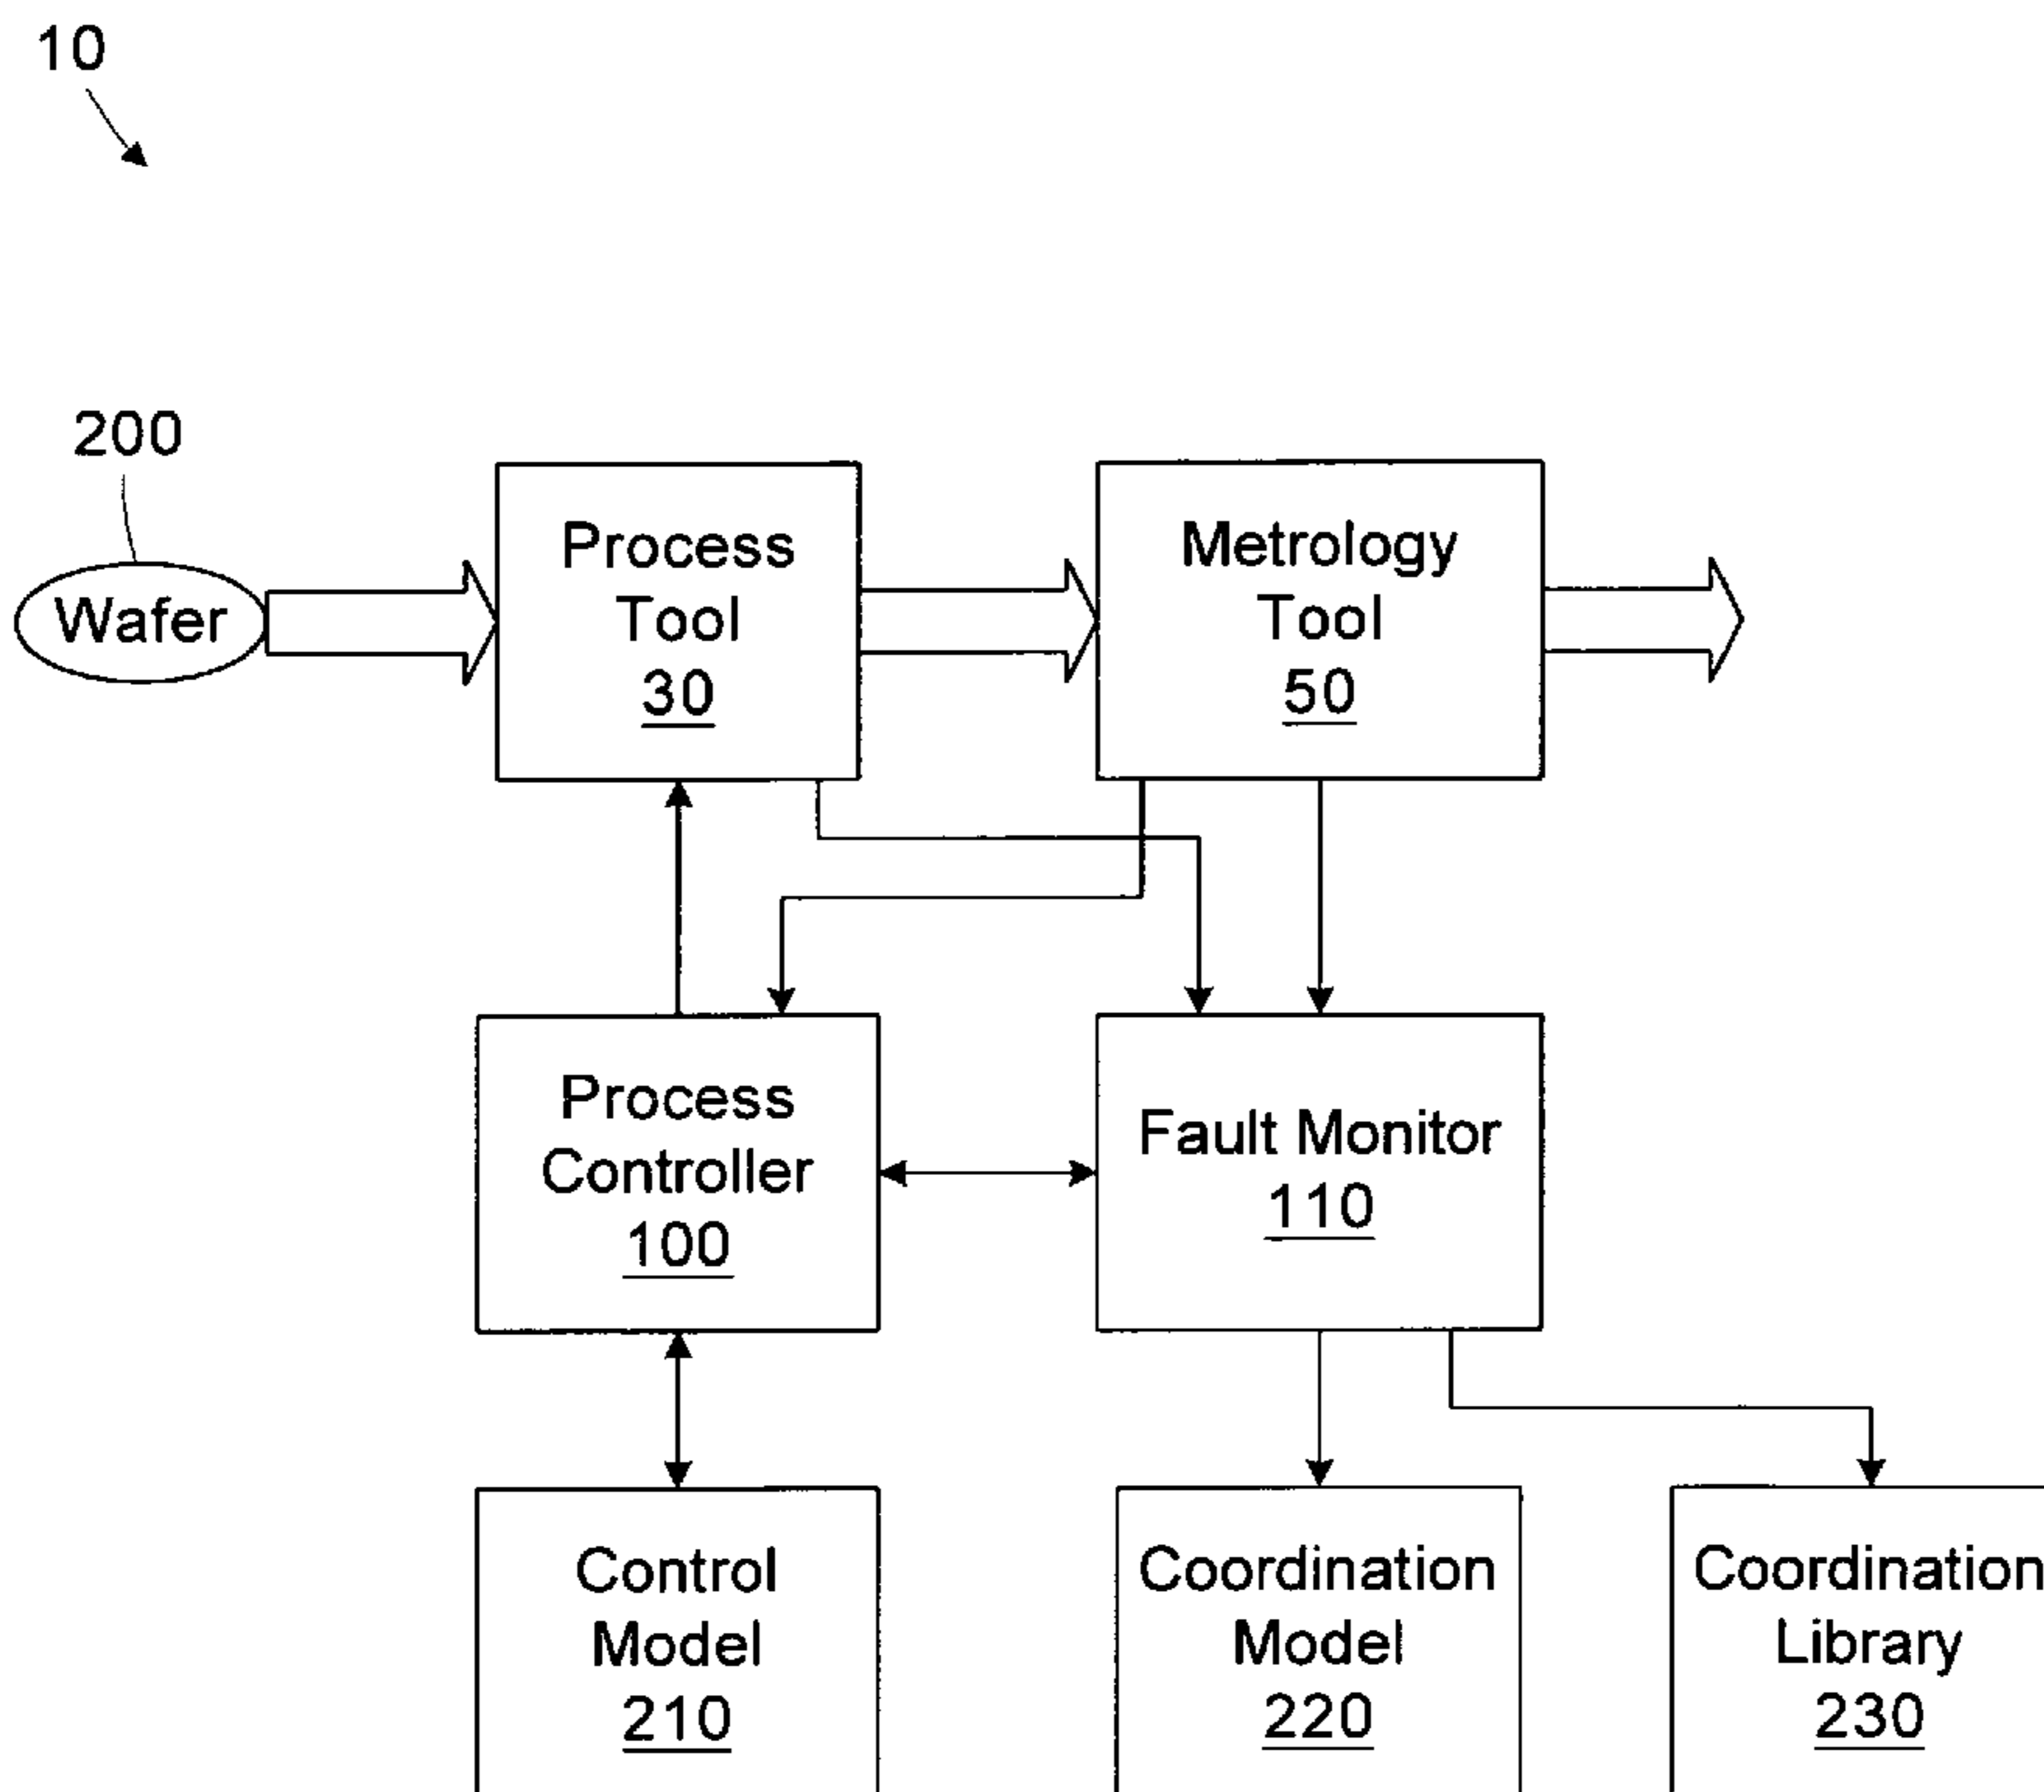 10
200
Wafer
Process
Tool
30
Metrology
Tool
50
Process
Controller
100
Fault Monitor
110
Control
Model
210
Coordination
Model
220
Coordination
Library
230